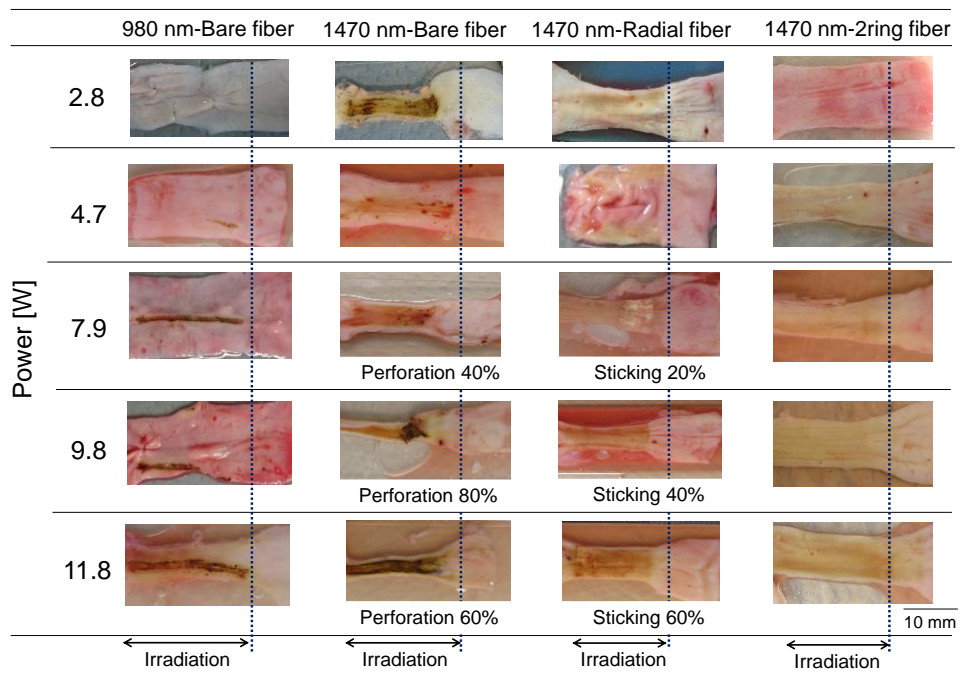 980 nm-Bare fiber 1470 nm-Bare fiber 1470 nm-Radial fiber 1470 nm-2ring fiber
Power [W]
2.8
4.7
7.9
Perforation 40% Sticking 20%
9.8
Perforation 80% Sticking 40%
11.8
Perforation 60% Sticking 60%
10 mm
Irradiation Irradiation Irradiation Irradiation